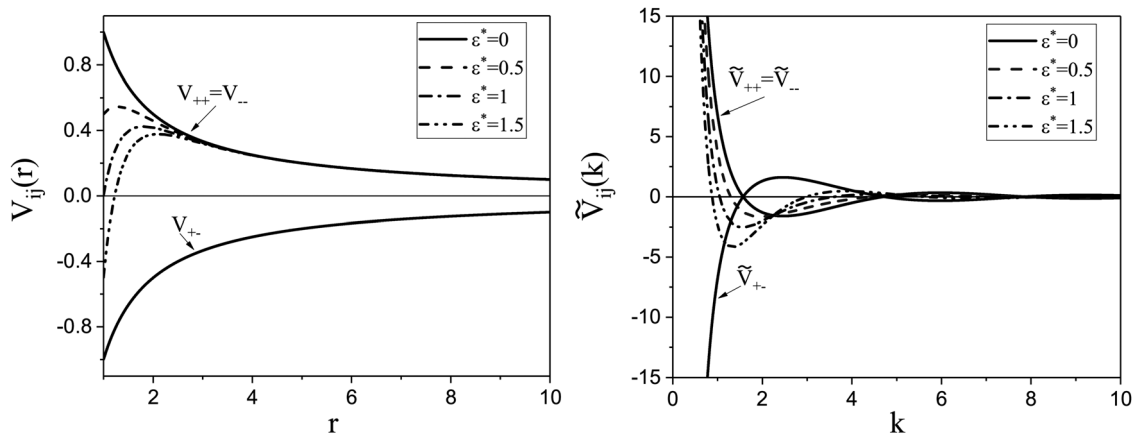 0.8
0.4
0.0
-0.4
-0.8
2 4 6 8 10
V_ij(r)
r
V_++=V_--
V_+-
ε*=0
ε*=0.5
ε*=1
ε*=1.5
15
10
5
0
-5
-10
-15
0 2 4 6 8 10
Ṽ_ij(k)
k
Ṽ_++=Ṽ_--
Ṽ_+-
ε*=0
ε*=0.5
ε*=1
ε*=1.5